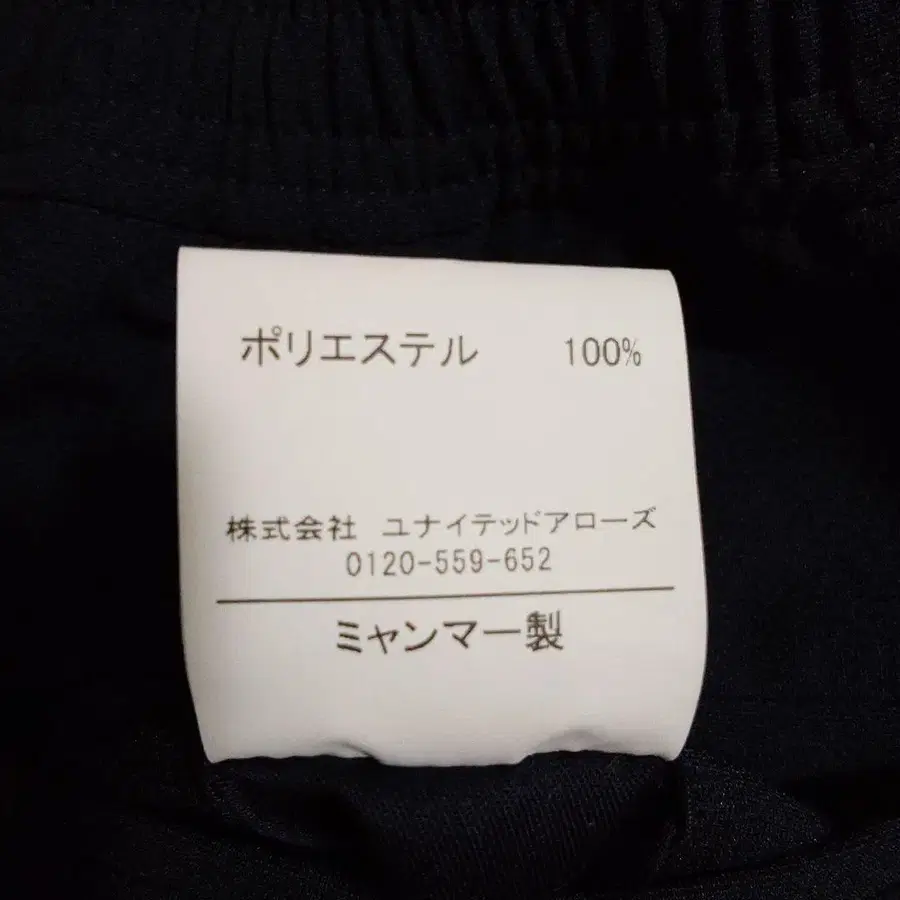 ポリエステル 100%
株式会社 ユナイテッドアローズ
0120-559-652
ミャンマー製